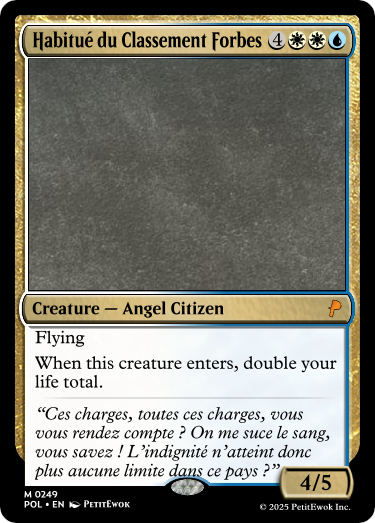 Habitué du Classement Forbes 4
Creature — Angel Citizen
Flying
When this creature enters, double your
life total.
“Ces charges, toutes ces charges, vous
vous rendez compte ? On me suce le sang,
vous savez ! L’indignité n’atteint donc
plus aucune limite dans ce pays ?”
4/5
M 0249
POL • EN PetitEwok
© 2025 PetitEwok Inc.